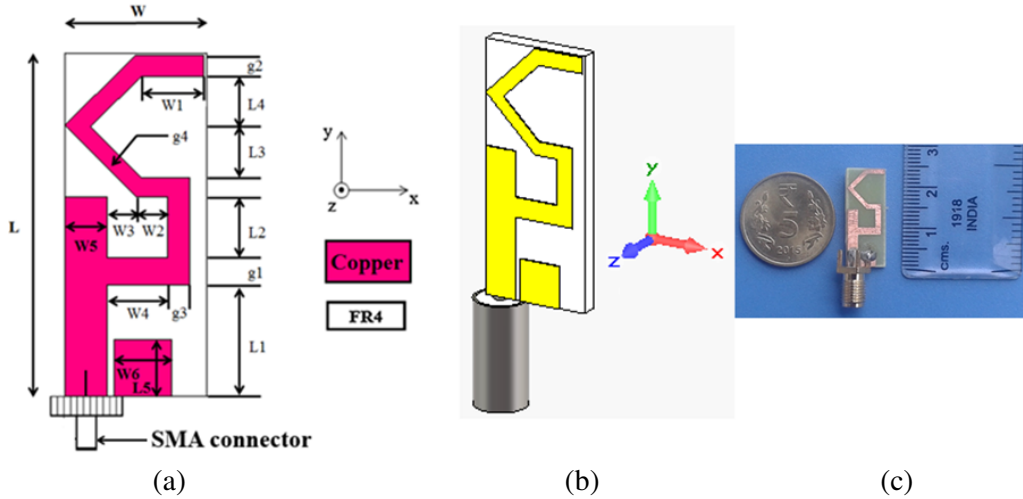 W
g2
W1
L4
g4
L3
L
W5
W3
W2
L2
g1
W4
g3
L1
W6
L5
SMA connector
y
z
x
Copper
FR4
y
z
x
5
3
2
1
cms.
1918
INDIA
(a)
(b)
(c)